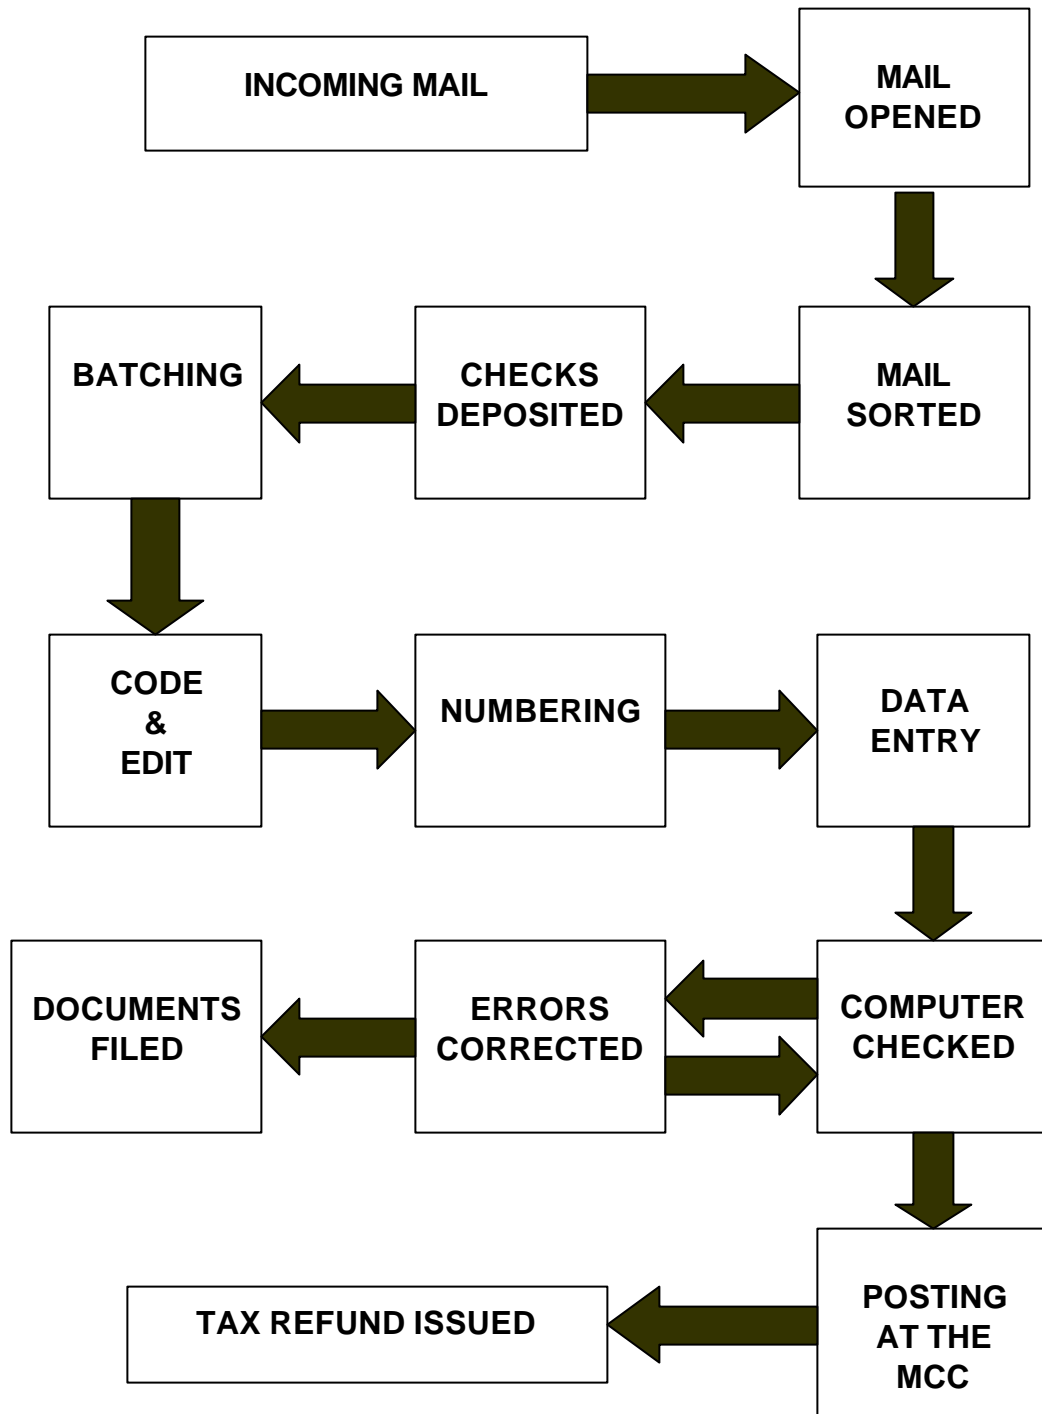 INCOMING MAIL
MAIL
OPENED
BATCHING
CHECKS
DEPOSITED
MAIL
SORTED
CODE
&
EDIT
NUMBERING
DATA
ENTRY
DOCUMENTS
FILED
ERRORS
CORRECTED
COMPUTER
CHECKED
TAX REFUND ISSUED
POSTING
AT THE
MCC